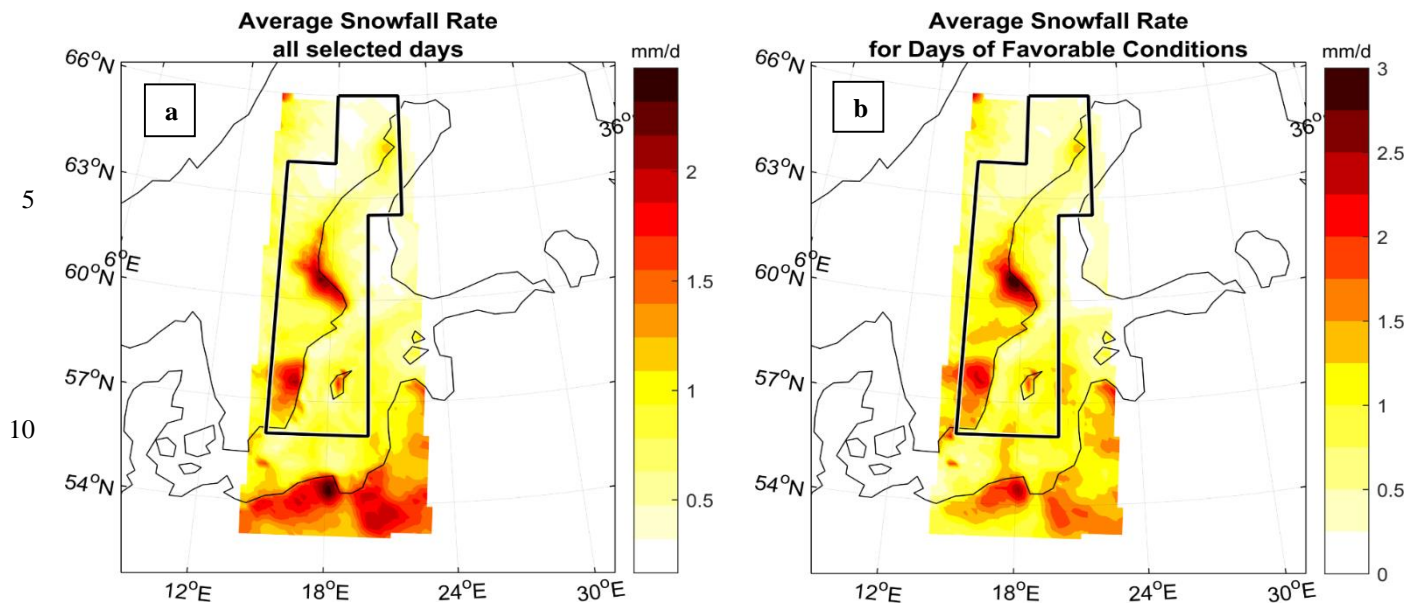 Average Snowfall Rate
all selected days
mm/d
66°N
63°N
60°N
57°N
54°N
6°E
12°E
18°E
24°E
30°E
36°
a
2
1.5
1
0.5
5
10
Average Snowfall Rate
for Days of Favorable Conditions
mm/d
66°N
63°N
60°N
57°N
54°N
6°E
12°E
18°E
24°E
30°E
36°
b
3
2.5
2
1.5
1
0.5
0